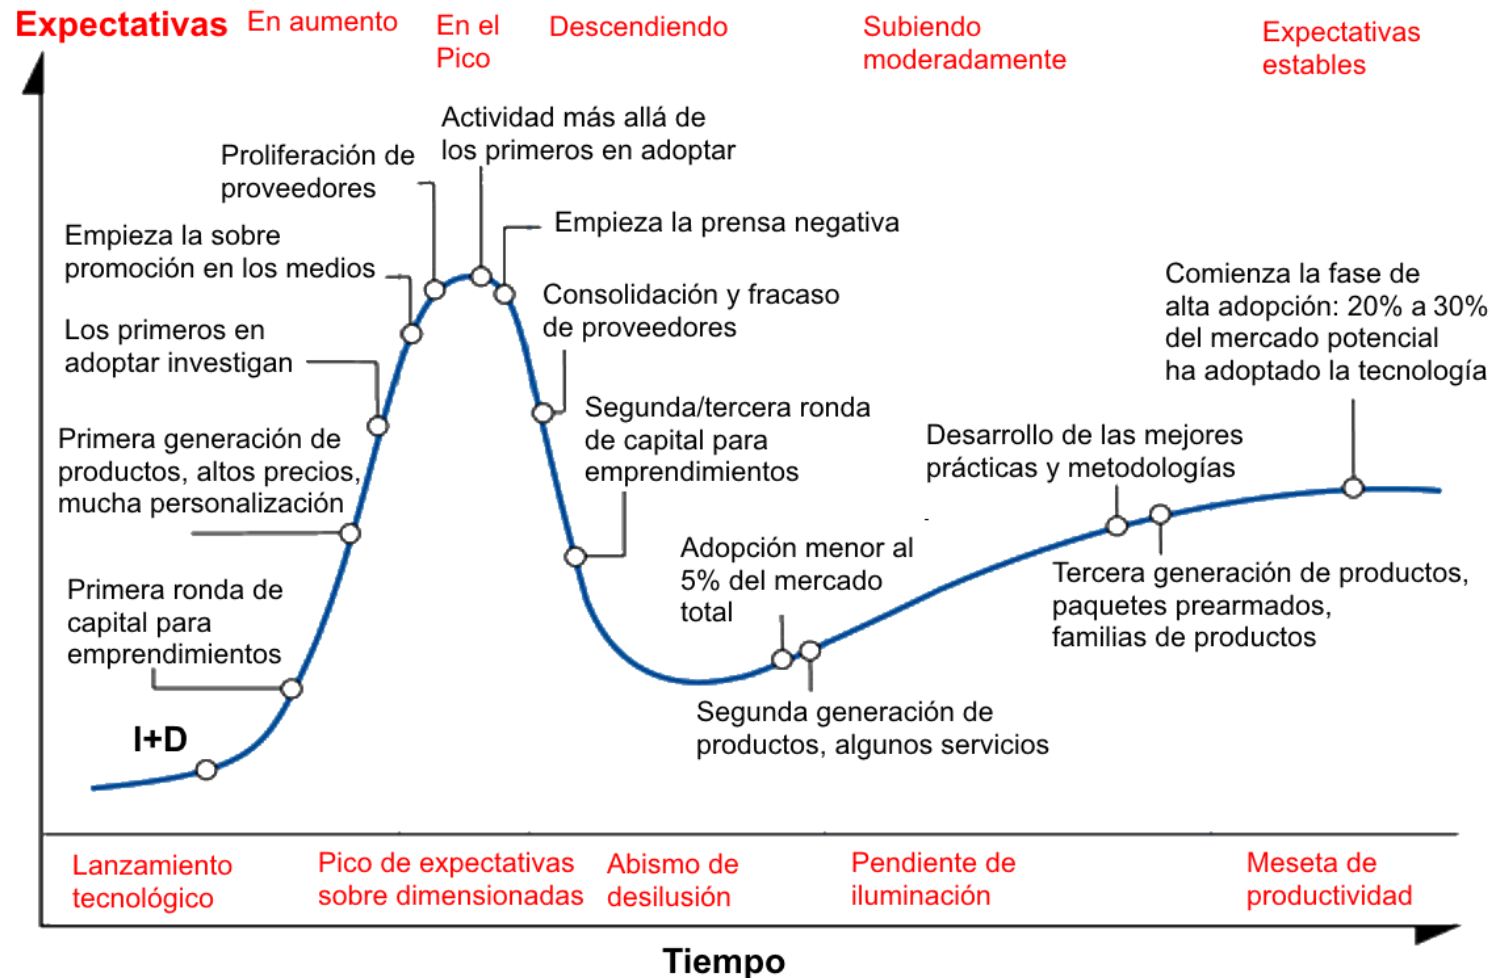 Expectativas
En aumento
En el
Pico
Descendiendo
Subiendo
moderadamente
Expectativas
estables
Actividad más allá de
los primeros en adoptar
Proliferación de
proveedores
Empieza la prensa negativa
Empieza la sobre
promoción en los medios
Consolidación y fracaso
de proveedores
Comienza la fase de
alta adopción: 20% a 30%
del mercado potencial
ha adoptado la tecnología
Los primeros en
adoptar investigan
Segunda/tercera ronda
de capital para
emprendimientos
Primera generación de
productos, altos precios,
mucha personalización
Desarrollo de las mejores
prácticas y metodologías
Adopción menor al
5% del mercado
total
Primera ronda de
capital para
emprendimientos
Tercera generación de productos,
paquetes prearmados,
familias de productos
Segunda generación de
productos, algunos servicios
I+D
Lanzamiento
tecnológico
Pico de expectativas
sobre dimensionadas
Abismo de
desilusión
Pendiente de
iluminación
Meseta de
productividad
Tiempo